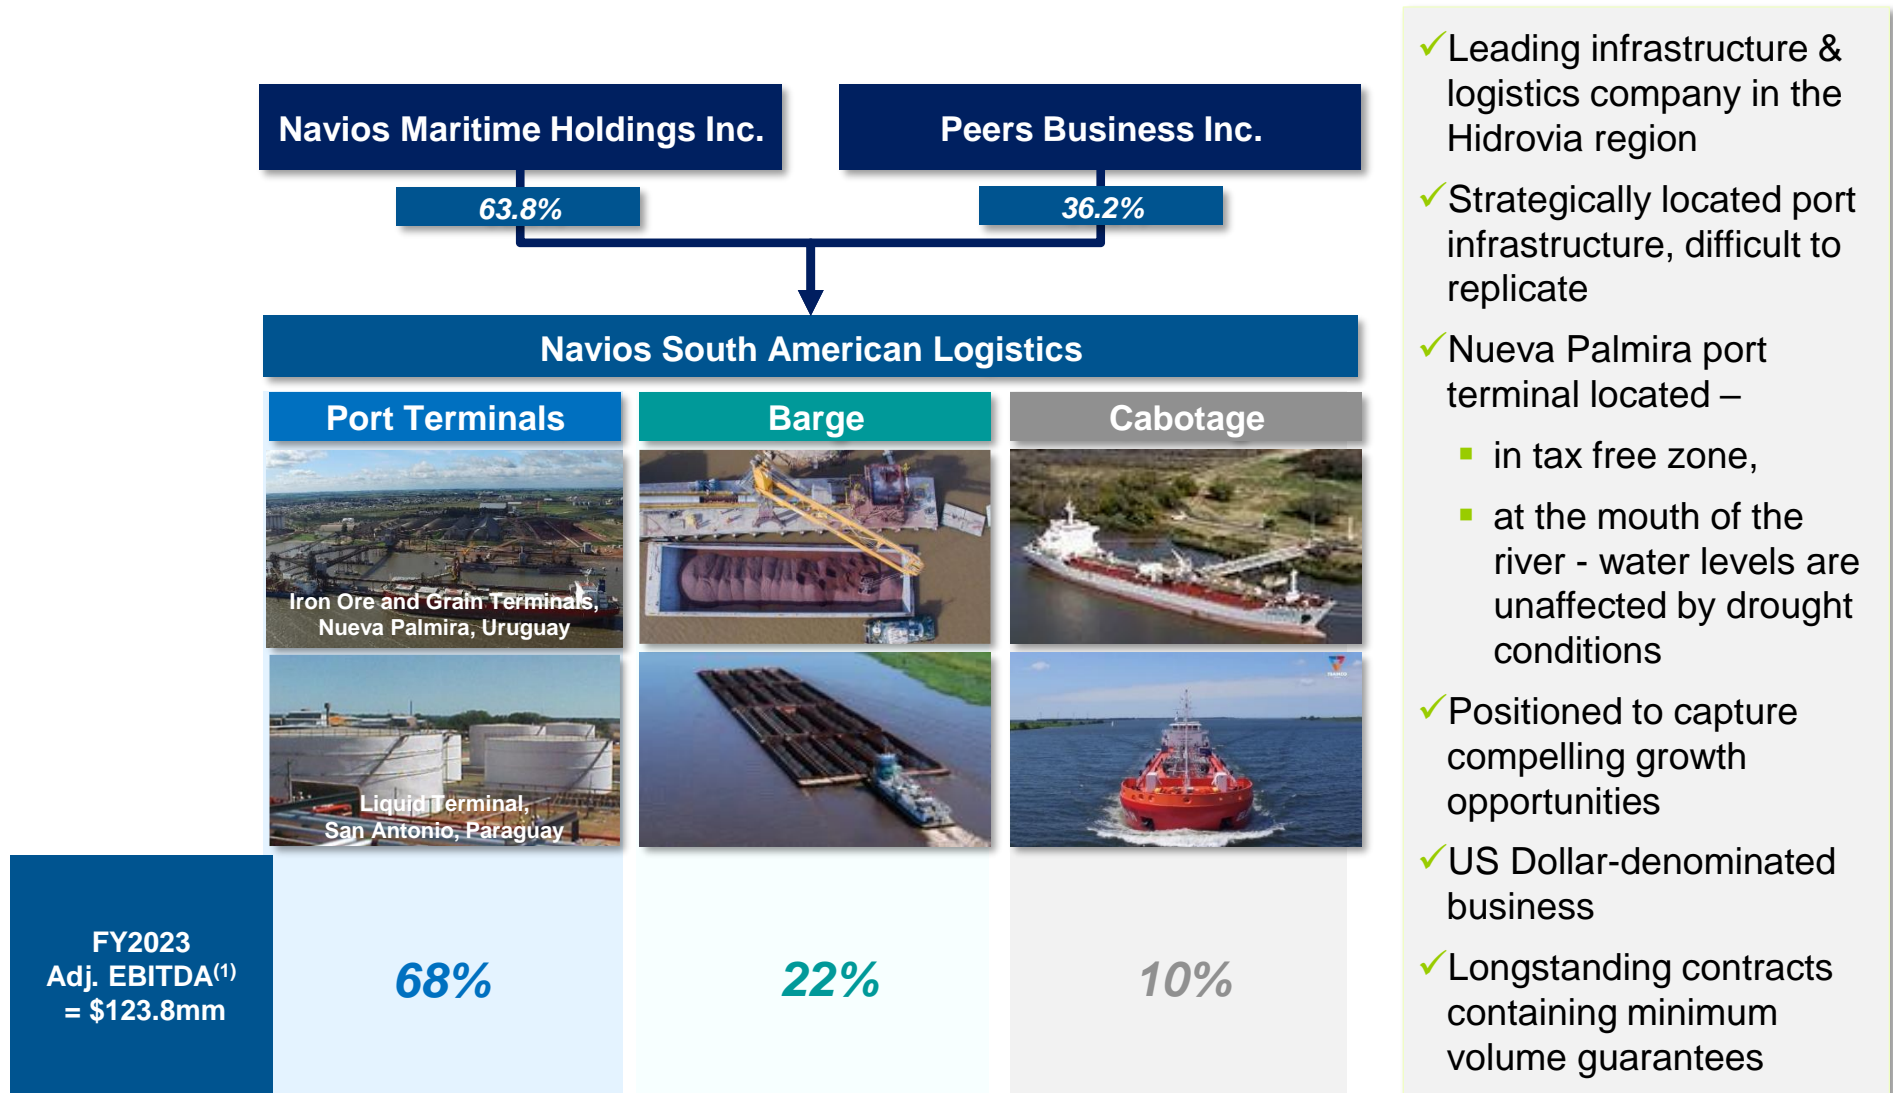 Navios Maritime Holdings Inc.
Peers Business Inc.
63.8%
36.2%
Navios South American Logistics
Port Terminals
Barge
Cabotage
Iron Ore and Grain Terminals,
Nueva Palmira, Uruguay
Liquid Terminal,
San Antonio, Paraguay
FY2023
Adj. EBITDA(1)
= $123.8mm
68%
22%
10%
✓Leading infrastructure &
logistics company in the
Hidrovia region
✓Strategically located port
infrastructure, difficult to
replicate
✓Nueva Palmira port
terminal located –
▪ in tax free zone,
▪ at the mouth of the
river - water levels are
unaffected by drought
conditions
✓Positioned to capture
compelling growth
opportunities
✓US Dollar-denominated
business
✓Longstanding contracts
containing minimum
volume guarantees